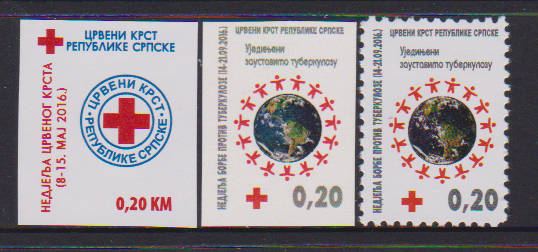 ЦРВЕНИ КРСТ
РЕПУБЛИКЕ СРПСКЕ
НЕДЈЕЉА ЦРВЕНОГ КРСТА
(8-15. МАЈ 2016.)
ЦРВЕНИ КРСТ
РЕПУБЛИКЕ СРПСКЕ
0,20 КМ
ЦРВЕНИ КРСТ РЕПУБЛИКЕ СРПСКЕ
Уједињени
зауставимо туберкулозу
НЕДЈЕЉА БОРБЕ ПРОТИВ ТУБЕРКУЛОЗЕ (14-21.09.2016.)
0,20
ЦРВЕНИ КРСТ РЕПУБЛИКЕ СРПСКЕ
Уједињени
зауставимо туберкулозу
НЕДЈЕЉА БОРБЕ ПРОТИВ ТУБЕРКУЛОЗЕ (14-21.09.2016.)
0,20